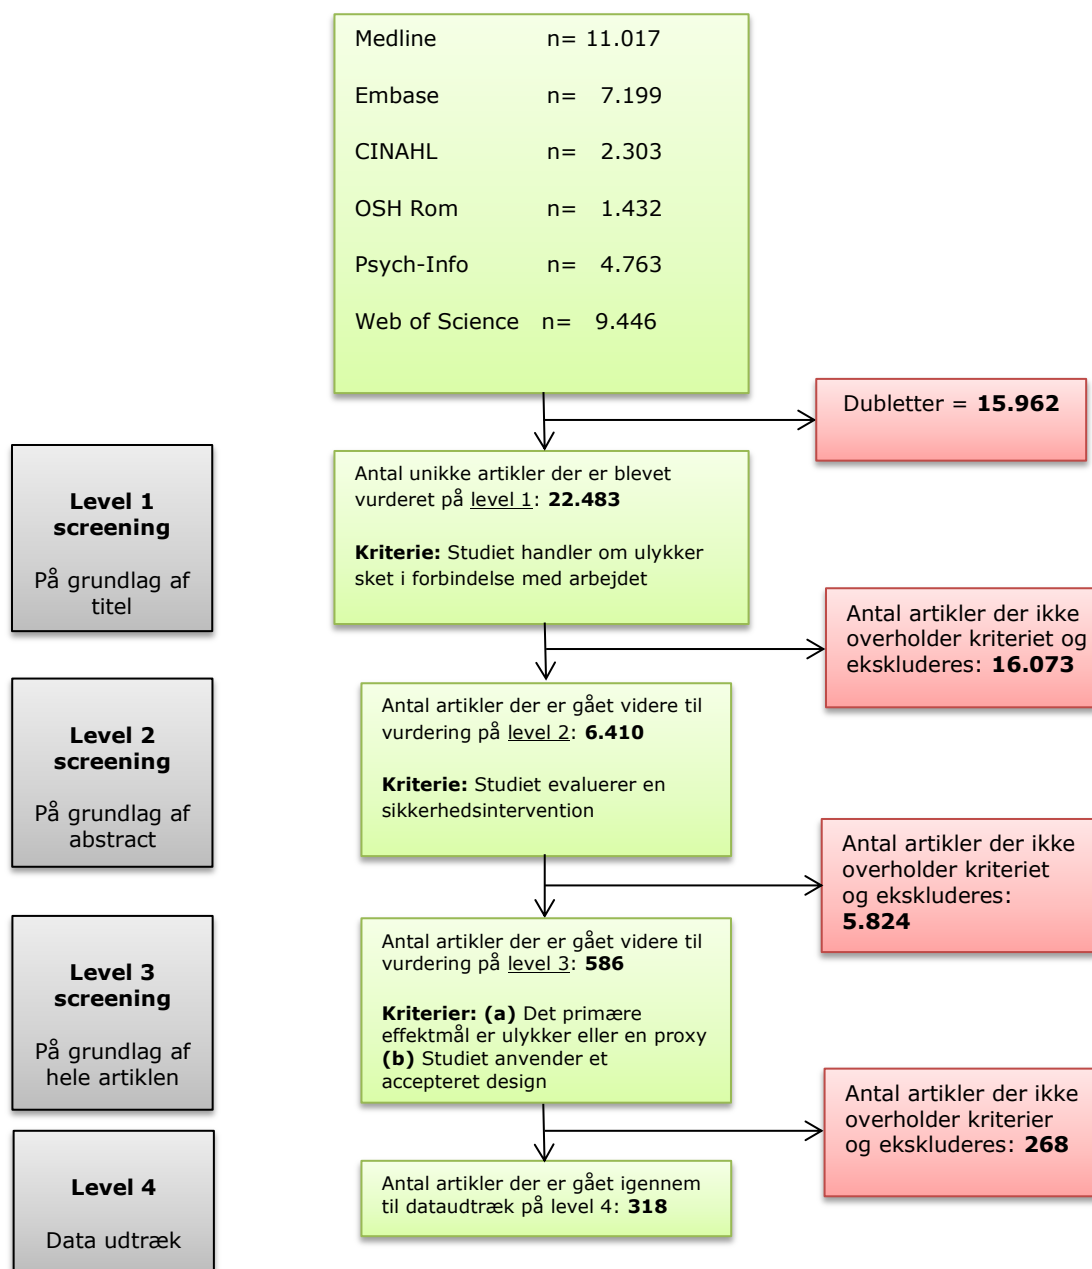 Medline n= 11.017
Embase n= 7.199
CINAHL n= 2.303
OSH Rom n= 1.432
Psych-Info n= 4.763
Web of Science n= 9.446
Dubletter = 15.962
Level 1
screening
På grundlag af
titel
Antal unikke artikler der er blevet
vurderet på level 1: 22.483
Kriterie: Studiet handler om ulykker
sket i forbindelse med arbejdet
Antal artikler der ikke
overholder kriteriet og
ekskluderes: 16.073
Level 2
screening
På grundlag af
abstract
Antal artikler der er gået videre til
vurdering på level 2: 6.410
Kriterie: Studiet evaluerer en
sikkerhedsintervention
Antal artikler der ikke
overholder kriteriet
og ekskluderes:
5.824
Level 3
screening
På grundlag af
hele artiklen
Antal artikler der er gået videre til
vurdering på level 3: 586
Kriterier: (a) Det primære
effektmål er ulykker eller en proxy
(b) Studiet anvender et
accepteret design
Antal artikler der ikke
overholder kriterier
og ekskluderes: 268
Level 4
Data udtræk
Antal artikler der er gået igennem
til dataudtræk på level 4: 318